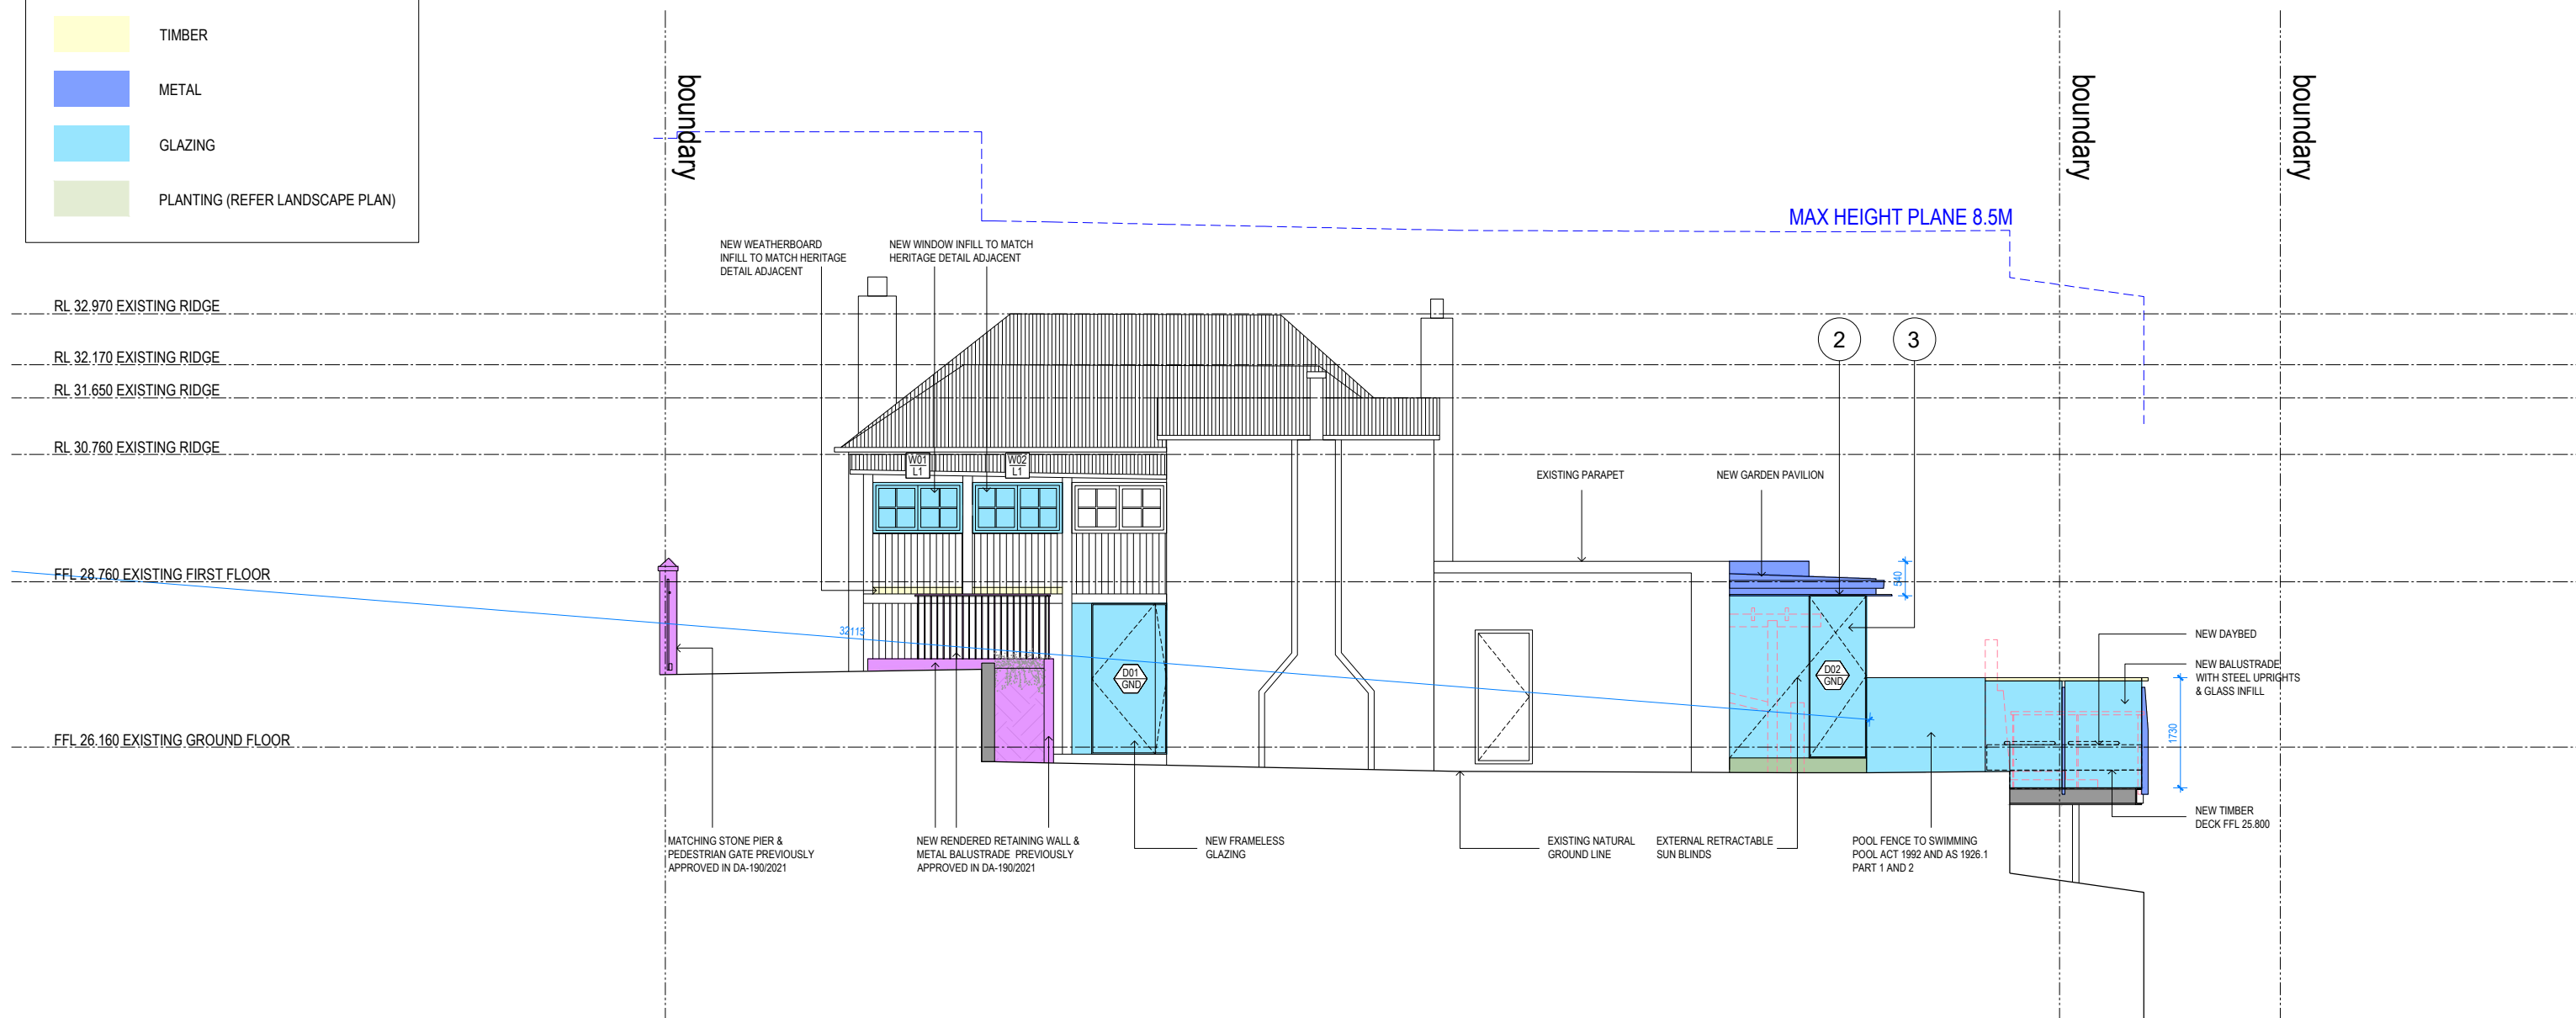 TIMBER
METAL
GLAZING
PLANTING (REFER LANDSCAPE PLAN)
boundary
boundary
boundary
MAX HEIGHT PLANE 8.5M
NEW WEATHERBOARD
INFILL TO MATCH HERITAGE
DETAIL ADJACENT
NEW WINDOW INFILL TO MATCH
HERITAGE DETAIL ADJACENT
RL 32.970 EXISTING RIDGE
RL 32.170 EXISTING RIDGE
RL 31.650 EXISTING RIDGE
RL 30.760 EXISTING RIDGE
2
3
W01
L1
W02
L1
EXISTING PARAPET
NEW GARDEN PAVILION
FFL 28.760 EXISTING FIRST FLOOR
540
32115
D01
GND
D02
GND
NEW DAYBED
NEW BALUSTRADE
WITH STEEL UPRIGHTS
& GLASS INFILL
1730
FFL 26.160 EXISTING GROUND FLOOR
NEW TIMBER
DECK FFL 25.800
MATCHING STONE PIER &
PEDESTRIAN GATE PREVIOUSLY
APPROVED IN DA-190/2021
NEW RENDERED RETAINING WALL &
METAL BALUSTRADE PREVIOUSLY
APPROVED IN DA-190/2021
NEW FRAMELESS
GLAZING
EXISTING NATURAL
GROUND LINE
EXTERNAL RETRACTABLE
SUN BLINDS
POOL FENCE TO SWIMMING
POOL ACT 1992 AND AS 1926.1
PART 1 AND 2